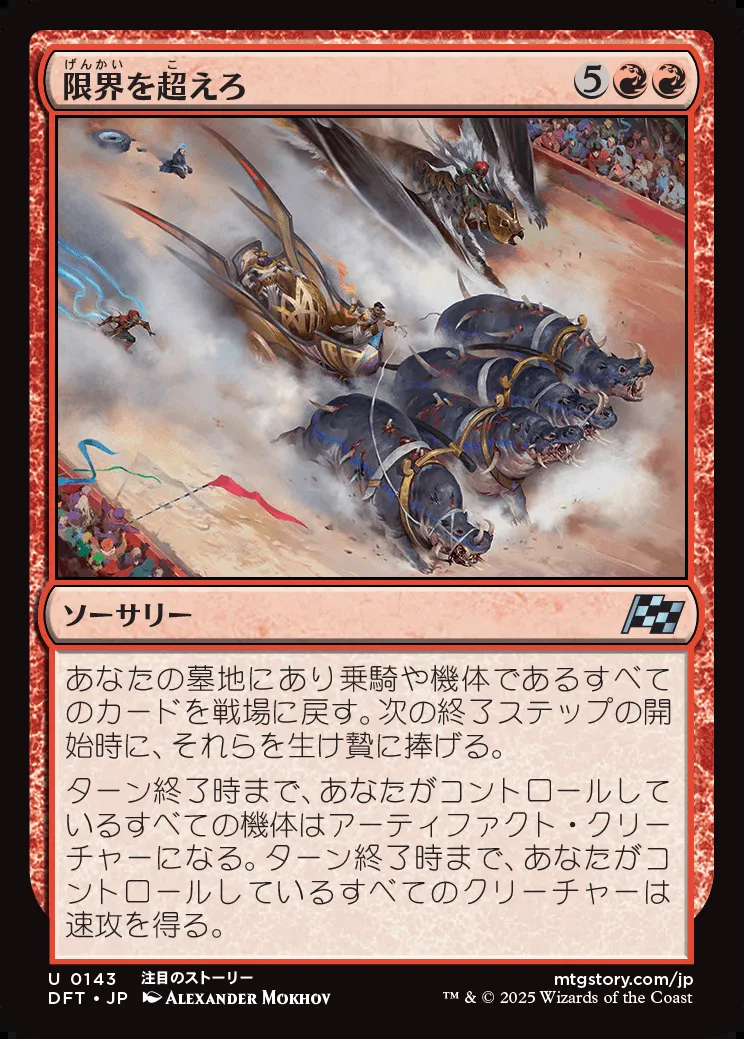 げんかい こ
限界を超えろ 5
ソーサリー
あなたの墓地にあり乗騎や機体であるすべて
のカードを戦場に戻す。次の終了ステップの開
始時に、それらを生け贄に捧げる。
ターン終了時まで、あなたがコントロールして
いるすべての機体はアーティファクト・クリー
チャーになる。ターン終了時まで、あなたがコ
ントロールしているすべてのクリーチャーは
速攻を得る。
U 0143 注目のストーリー mtgstory.com/jp
DFT • JP ALEXANDER MOKHOV ™ & © 2025 Wizards of the Coast